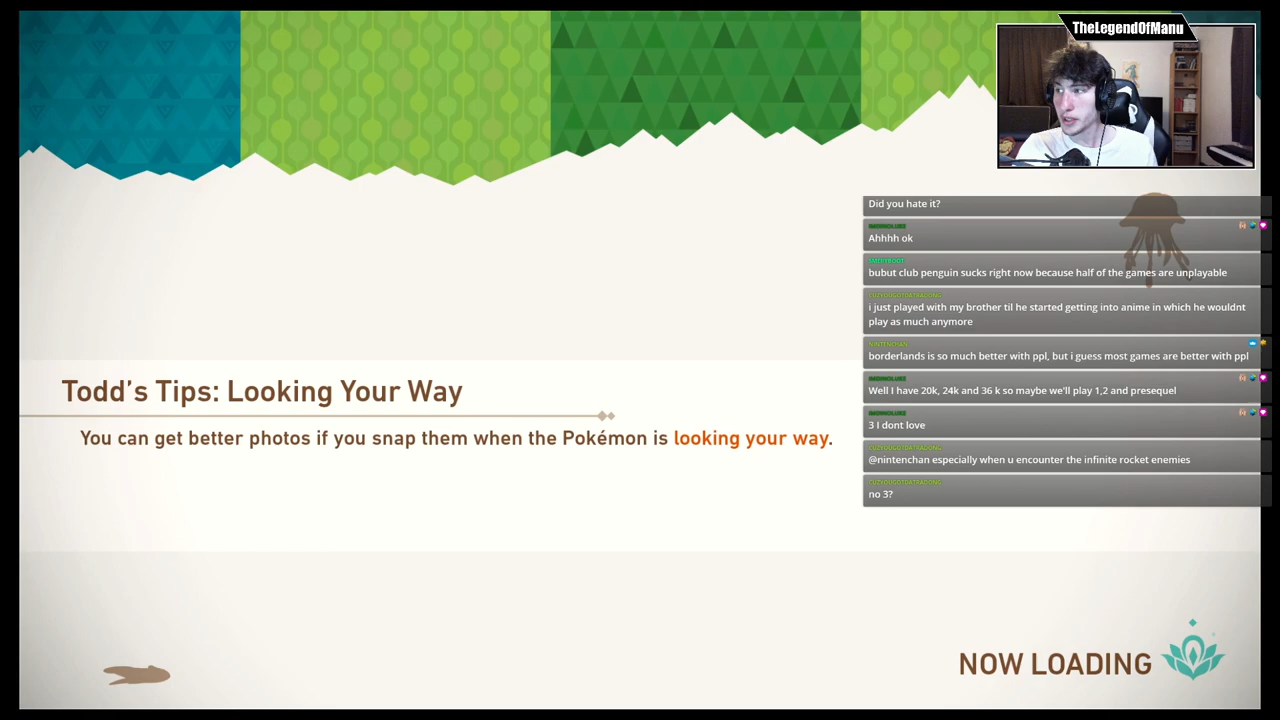 TheLegendOfManu
Did you hate it?
Ahhhh ok
bubut club penguin sucks right now because half of the games are unplayable
i just played with my brother til he started getting into anime in which he wouldnt
play as much anymore
NINTENCHAN
borderlands is so much better with ppl, but i guess most games are better with ppl
Well I have 20k, 24k and 36 k so maybe we'll play 1,2 and presequel
3 I dont love
@nintenchan especially when u encounter the infinite rocket enemies
no 3?
Todd's Tips: Looking Your Way
You can get better photos if you snap them when the Pokémon is looking your way.
NOW LOADING